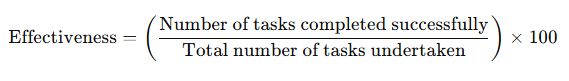 Effectiveness = ( Number of tasks completed successfully / Total number of tasks undertaken ) × 100